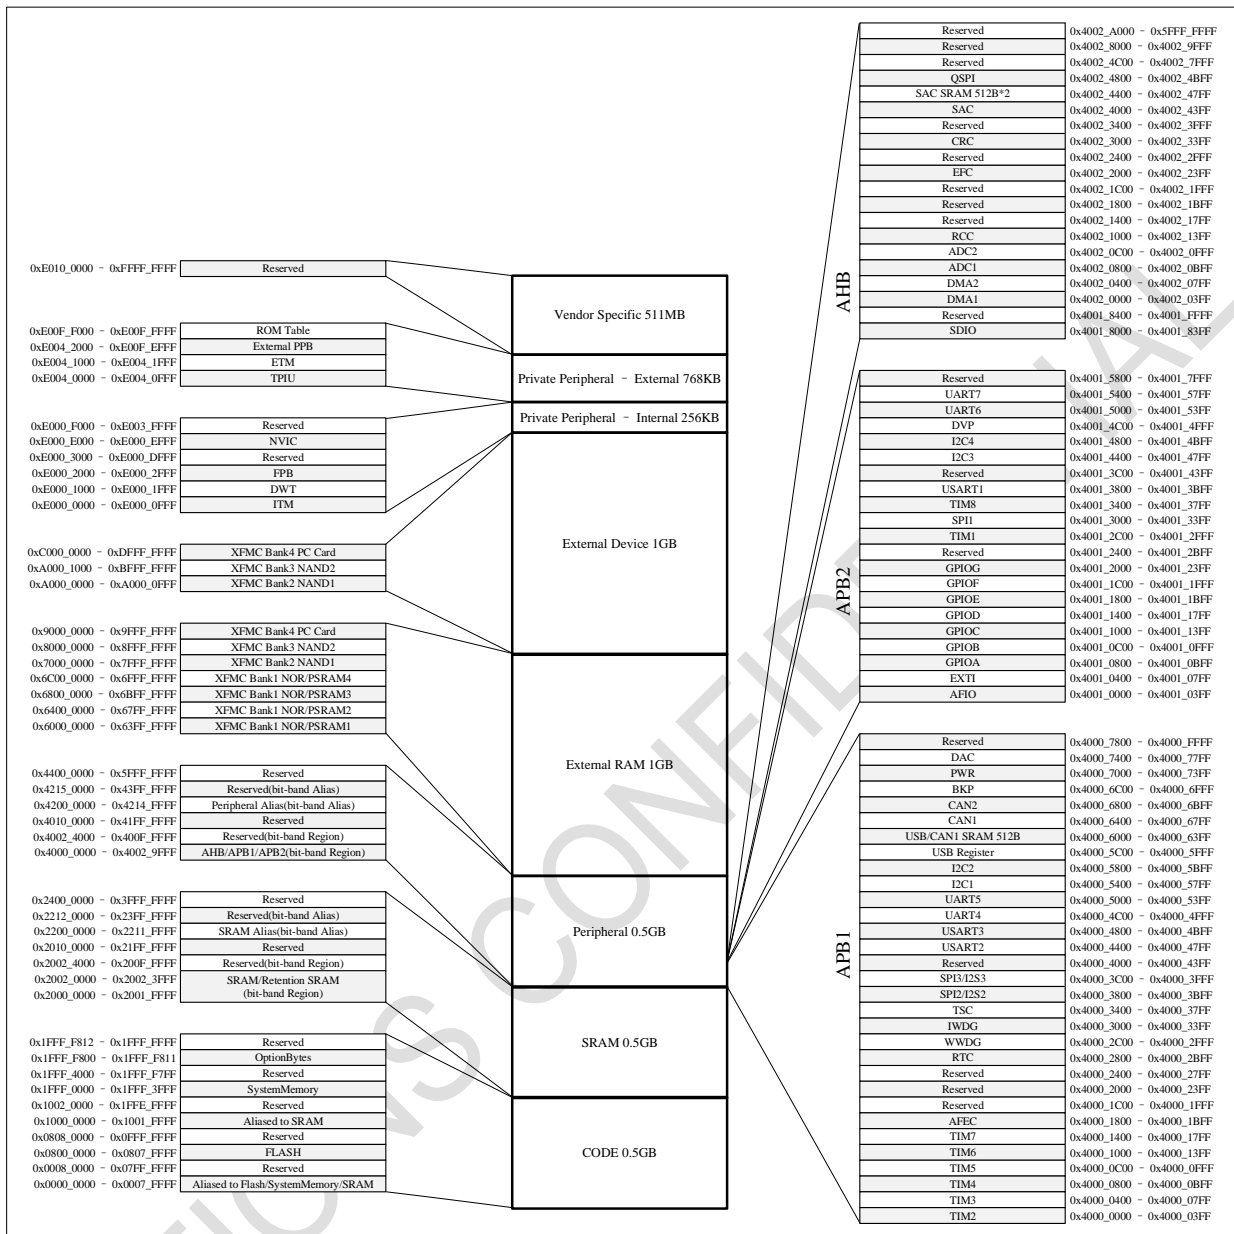 0xE010_0000 - 0xFFFF_FFFF Reserved
0xE00F_F000 - 0xE00F_FFFF ROM Table
0xE004_2000 - 0xE00F_EFFF External PPB
0xE004_1000 - 0xE004_1FFF ETM
0xE004_0000 - 0xE004_0FFF TPIU
0xE000_F000 - 0xE003_FFFF Reserved
0xE000_E000 - 0xE000_EFFF NVIC
0xE000_3000 - 0xE000_DFFF Reserved
0xE000_2000 - 0xE000_2FFF FPB
0xE000_1000 - 0xE000_1FFF DWT
0xE000_0000 - 0xE000_0FFF ITM
0xC000_0000 - 0xDFFF_FFFF XFMC Bank4 PC Card
0xA000_1000 - 0xBFFF_FFFF XFMC Bank3 NAND2
0xA000_0000 - 0xA000_0FFF XFMC Bank2 NAND1
0x9000_0000 - 0x9FFF_FFFF XFMC Bank4 PC Card
0x8000_0000 - 0x8FFF_FFFF XFMC Bank3 NAND2
0x7000_0000 - 0x7FFF_FFFF XFMC Bank2 NAND1
0x6C00_0000 - 0x6FFF_FFFF XFMC Bank1 NOR/PSRAM4
0x6800_0000 - 0x6BFF_FFFF XFMC Bank1 NOR/PSRAM3
0x6400_0000 - 0x67FF_FFFF XFMC Bank1 NOR/PSRAM2
0x6000_0000 - 0x63FF_FFFF XFMC Bank1 NOR/PSRAM1
0x4400_0000 - 0x5FFF_FFFF Reserved
0x4215_0000 - 0x43FF_FFFF Reserved(bit-band Alias)
0x4200_0000 - 0x4214_FFFF Peripheral Alias(bit-band Alias)
0x4010_0000 - 0x41FF_FFFF Reserved
0x4002_4000 - 0x400F_FFFF Reserved(bit-band Region)
0x4000_0000 - 0x4002_9FFF AHB/APB1/APB2(bit-band Region)
0x2400_0000 - 0x3FFF_FFFF Reserved
0x2212_0000 - 0x23FF_FFFF Reserved(bit-band Alias)
0x2200_0000 - 0x2211_FFFF SRAM Alias(bit-band Alias)
0x2010_0000 - 0x21FF_FFFF Reserved
0x2002_4000 - 0x200F_FFFF Reserved(bit-band Region)
0x2002_0000 - 0x2002_3FFF SRAM/Retention SRAM
0x2000_0000 - 0x2001_FFFF (bit-band Region)
0x1FFF_F812 - 0x1FFF_FFFF Reserved
0x1FFF_F800 - 0x1FFF_F811 OptionBytes
0x1FFF_4000 - 0x1FFF_F7FF Reserved
0x1FFF_0000 - 0x1FFF_3FFF SystemMemory
0x1002_0000 - 0x1FFE_FFFF Reserved
0x1000_0000 - 0x1001_FFFF Aliased to SRAM
0x0808_0000 - 0x0FFF_FFFF Reserved
0x0800_0000 - 0x0807_FFFF FLASH
0x0008_0000 - 0x07FF_FFFF Reserved
0x0000_0000 - 0x0007_FFFF Aliased to Flash/SystemMemory/SRAM
Vendor Specific 511MB
Private Peripheral - External 768KB
Private Peripheral - Internal 256KB
External Device 1GB
External RAM 1GB
Peripheral 0.5GB
SRAM 0.5GB
CODE 0.5GB
AHB
Reserved 0x4002_A000 - 0x5FFF_FFFF
Reserved 0x4002_8000 - 0x4002_9FFF
Reserved 0x4002_4C00 - 0x4002_7FFF
QSPI 0x4002_4800 - 0x4002_4BFF
SAC SRAM 512B*2 0x4002_4400 - 0x4002_47FF
SAC 0x4002_4000 - 0x4002_43FF
Reserved 0x4002_3400 - 0x4002_3FFF
CRC 0x4002_3000 - 0x4002_33FF
Reserved 0x4002_2400 - 0x4002_2FFF
EFC 0x4002_2000 - 0x4002_23FF
Reserved 0x4002_1C00 - 0x4002_1FFF
Reserved 0x4002_1800 - 0x4002_1BFF
Reserved 0x4002_1400 - 0x4002_17FF
RCC 0x4002_1000 - 0x4002_13FF
ADC2 0x4002_0C00 - 0x4002_0FFF
ADC1 0x4002_0800 - 0x4002_0BFF
DMA2 0x4002_0400 - 0x4002_07FF
DMA1 0x4002_0000 - 0x4002_03FF
Reserved 0x4001_8400 - 0x4001_FFFF
SDIO 0x4001_8000 - 0x4001_83FF
APB2
Reserved 0x4001_5800 - 0x4001_7FFF
UART7 0x4001_5400 - 0x4001_57FF
UART6 0x4001_5000 - 0x4001_53FF
DVP 0x4001_4C00 - 0x4001_4FFF
I2C4 0x4001_4800 - 0x4001_4BFF
I2C3 0x4001_4400 - 0x4001_47FF
Reserved 0x4001_3C00 - 0x4001_43FF
USART1 0x4001_3800 - 0x4001_3BFF
TIM8 0x4001_3400 - 0x4001_37FF
SPI1 0x4001_3000 - 0x4001_33FF
TIM1 0x4001_2C00 - 0x4001_2FFF
Reserved 0x4001_2400 - 0x4001_2BFF
GPIOG 0x4001_2000 - 0x4001_23FF
GPIOF 0x4001_1C00 - 0x4001_1FFF
GPIOE 0x4001_1800 - 0x4001_1BFF
GPIOD 0x4001_1400 - 0x4001_17FF
GPIOC 0x4001_1000 - 0x4001_13FF
GPIOB 0x4001_0C00 - 0x4001_0FFF
GPIOA 0x4001_0800 - 0x4001_0BFF
EXTI 0x4001_0400 - 0x4001_07FF
AFIO 0x4001_0000 - 0x4001_03FF
APB1
Reserved 0x4000_7800 - 0x4000_FFFF
DAC 0x4000_7400 - 0x4000_77FF
PWR 0x4000_7000 - 0x4000_73FF
BKP 0x4000_6C00 - 0x4000_6FFF
CAN2 0x4000_6800 - 0x4000_6BFF
CAN1 0x4000_6400 - 0x4000_67FF
USB/CAN1 SRAM 512B 0x4000_6000 - 0x4000_63FF
USB Register 0x4000_5C00 - 0x4000_5FFF
I2C2 0x4000_5800 - 0x4000_5BFF
I2C1 0x4000_5400 - 0x4000_57FF
UART5 0x4000_5000 - 0x4000_53FF
UART4 0x4000_4C00 - 0x4000_4FFF
USART3 0x4000_4800 - 0x4000_4BFF
USART2 0x4000_4400 - 0x4000_47FF
Reserved 0x4000_4000 - 0x4000_43FF
SPI3/I2S3 0x4000_3C00 - 0x4000_3FFF
SPI2/I2S2 0x4000_3800 - 0x4000_3BFF
TSC 0x4000_3400 - 0x4000_37FF
IWDG 0x4000_3000 - 0x4000_33FF
WWDG 0x4000_2C00 - 0x4000_2FFF
RTC 0x4000_2800 - 0x4000_2BFF
Reserved 0x4000_2400 - 0x4000_27FF
Reserved 0x4000_2000 - 0x4000_23FF
Reserved 0x4000_1C00 - 0x4000_1FFF
AFEC 0x4000_1800 - 0x4000_1BFF
TIM7 0x4000_1400 - 0x4000_17FF
TIM6 0x4000_1000 - 0x4000_13FF
TIM5 0x4000_0C00 - 0x4000_0FFF
TIM4 0x4000_0800 - 0x4000_0BFF
TIM3 0x4000_0400 - 0x4000_07FF
TIM2 0x4000_0000 - 0x4000_03FF